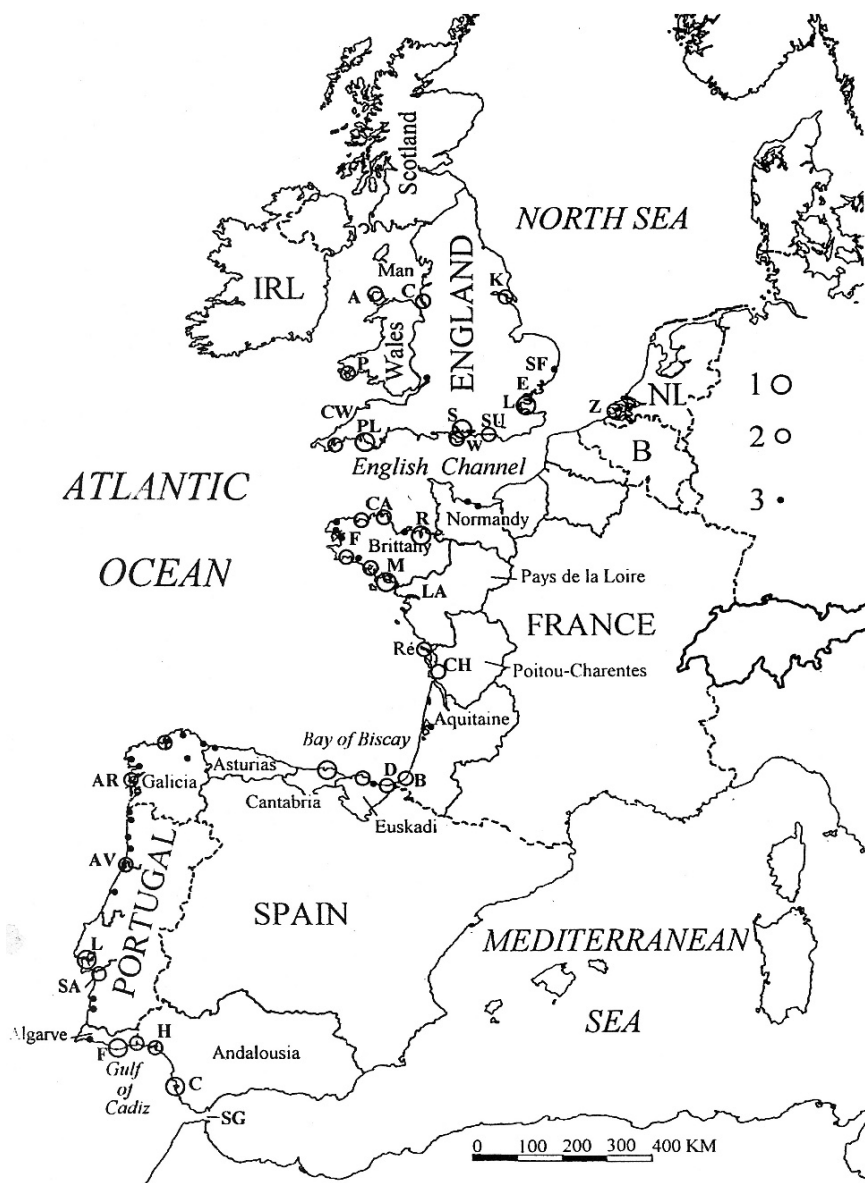 Scotland
NORTH SEA
IRL
Man
ENGLAND
A
C
K
Wales
P
SF
E
L
NL
Z
1
CW
PL
S
SU
W
2
B
English Channel
ATLANTIC
OCEAN
CA
R
Normandy
3
F
Brittany
M
LA
Pays de la Loire
FRANCE
Ré
CH
Poitou-Charentes
Aquitaine
Bay of Biscay
Asturias
D
B
AR
Galicia
Cantabria
Euskadi
AV
PORTUGAL
SPAIN
MEDITERRANEAN
SEA
L
SA
Algarve
F
H
Andalousia
Gulf
of
Cadiz
C
SG
0 100 200 300 400 KM